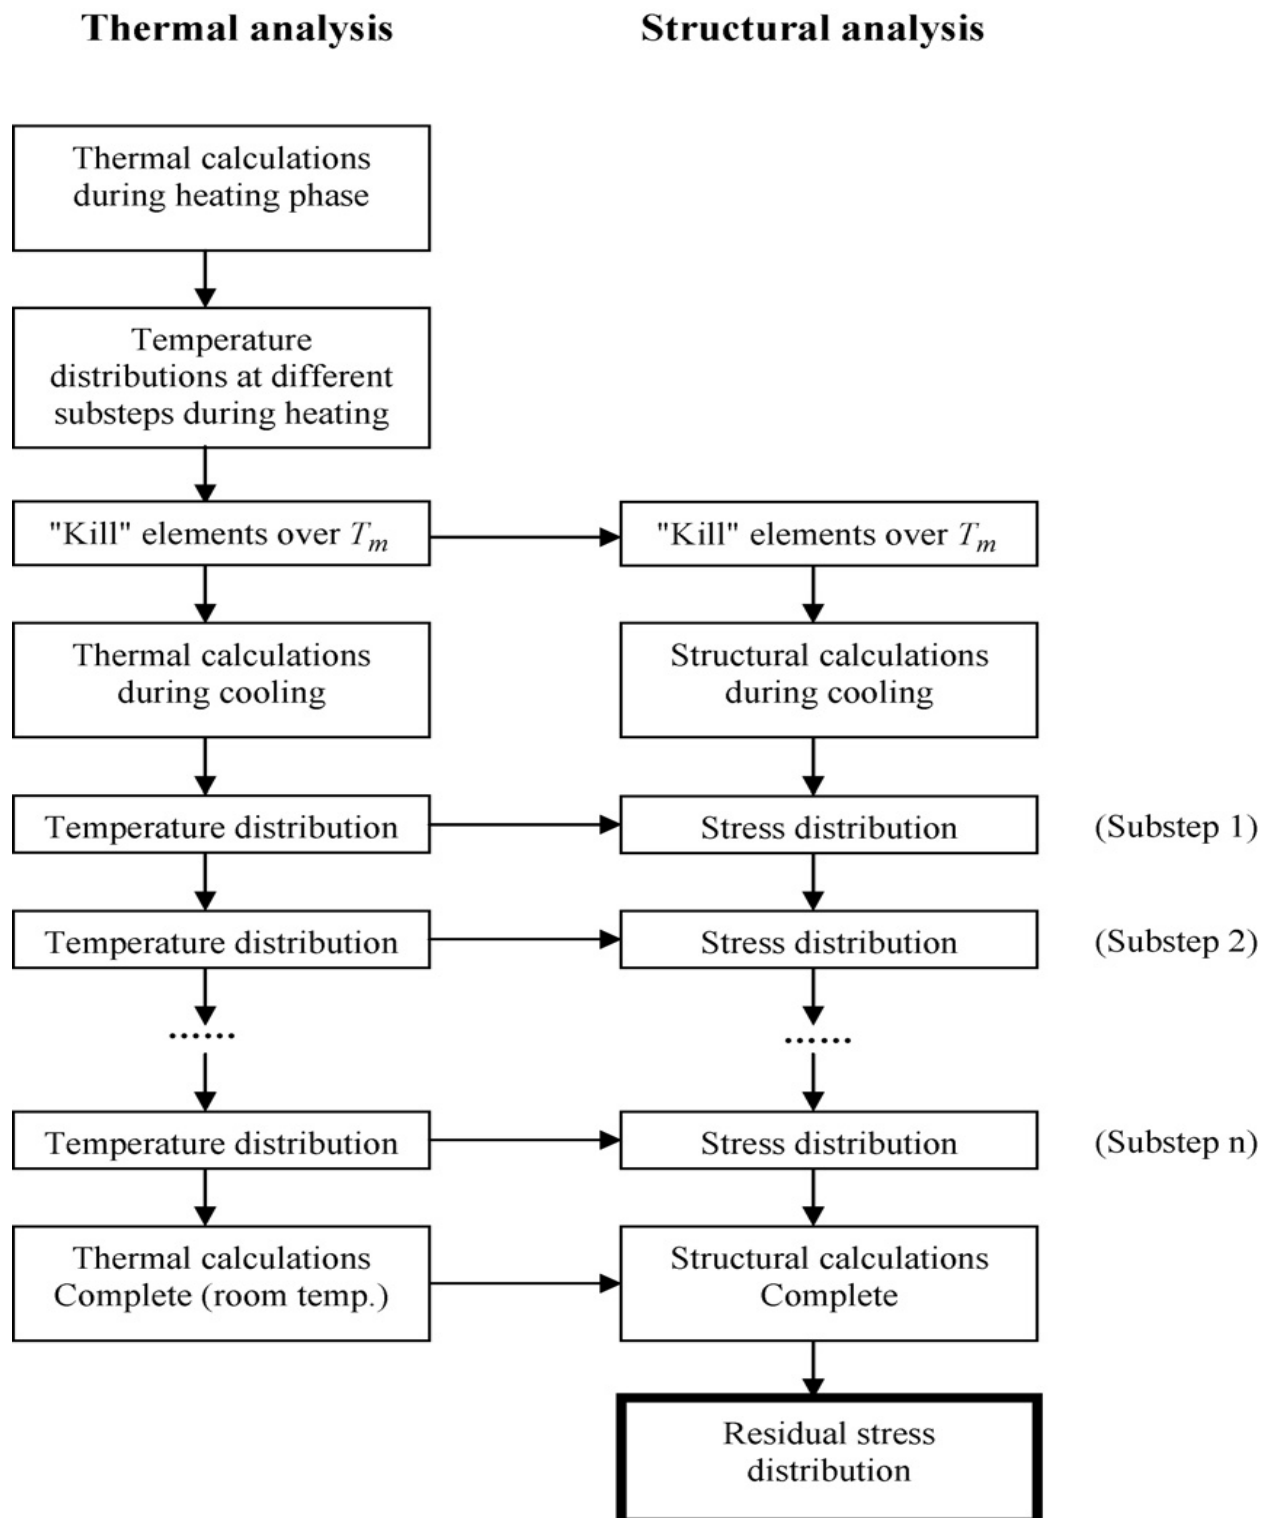 Thermal analysis
Structural analysis
Thermal calculations
during heating phase
Temperature
distributions at different
substeps during heating
"Kill" elements over Tm
"Kill" elements over Tm
Thermal calculations
during cooling
Structural calculations
during cooling
Temperature distribution
Stress distribution
(Substep 1)
Temperature distribution
Stress distribution
(Substep 2)
......
......
Temperature distribution
Stress distribution
(Substep n)
Thermal calculations
Complete (room temp.)
Structural calculations
Complete
Residual stress
distribution